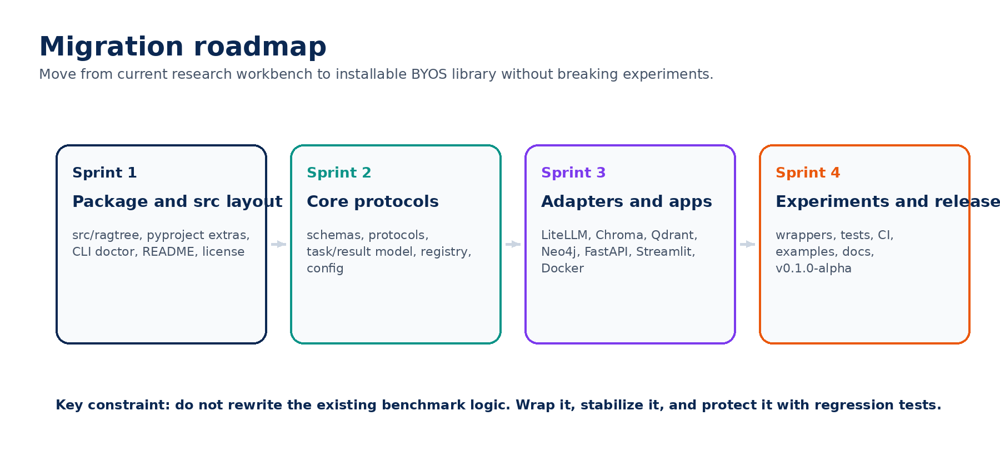 Migration roadmap
Move from current research workbench to installable BYOS library without breaking experiments.
Sprint 1
Package and src layout
src/ragtree, pyproject extras,
CLI doctor, README, license
Sprint 2
Core protocols
schemas, protocols,
task/result model, registry,
config
Sprint 3
Adapters and apps
LiteLLM, Chroma, Qdrant,
Neo4j, FastAPI, Streamlit,
Docker
Sprint 4
Experiments and release
wrappers, tests, CI,
examples, docs,
v0.1.0-alpha
Key constraint: do not rewrite the existing benchmark logic. Wrap it, stabilize it, and protect it with regression tests.